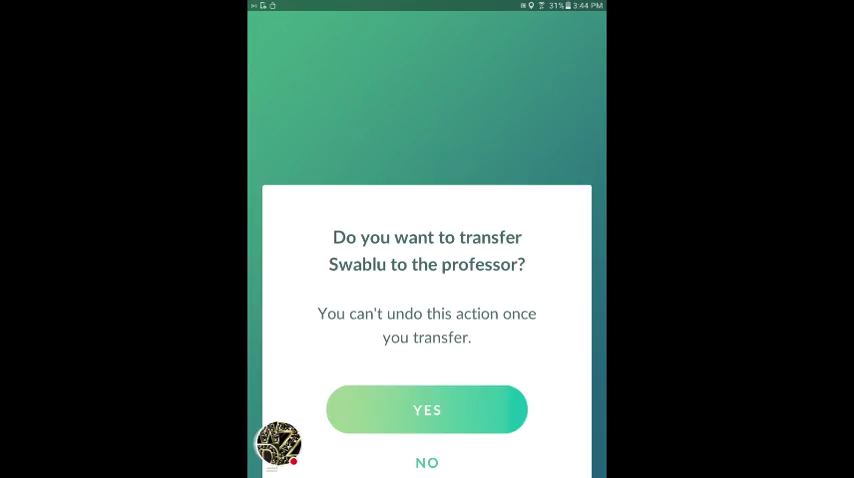 31% 3:44 PM
Do you want to transfer
Swablu to the professor?
You can't undo this action once
you transfer.
YES
NO